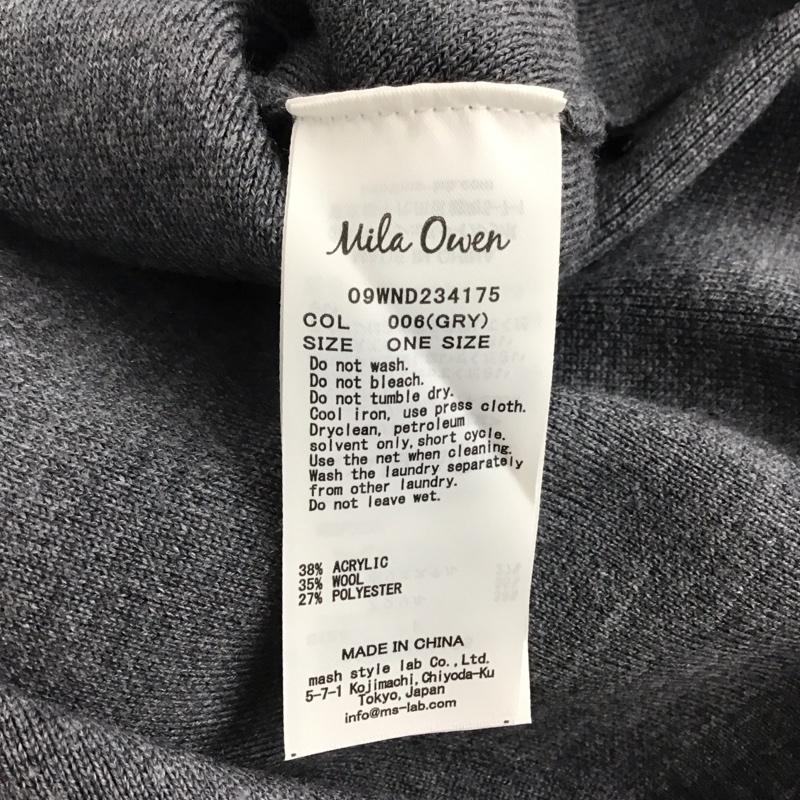 Mila Owen
09WND234175
COL 006(GRY)
SIZE ONE SIZE
Do not wash.
Do not bleach.
Do not tumble dry.
Cool iron, use press cloth.
Dryclean, petroleum
solvent only,short cycle.
Use the net when cleaning.
Wash the laundry separately
from other laundry.
Do not leave wet.
38% ACRYLIC
35% WOOL
27% POLYESTER
MADE IN CHINA
mash style lab Co.,Ltd.
5-7-1 Kojimachi,Chiyoda-Ku
Tokyo,Japan
info@ms-lab.com